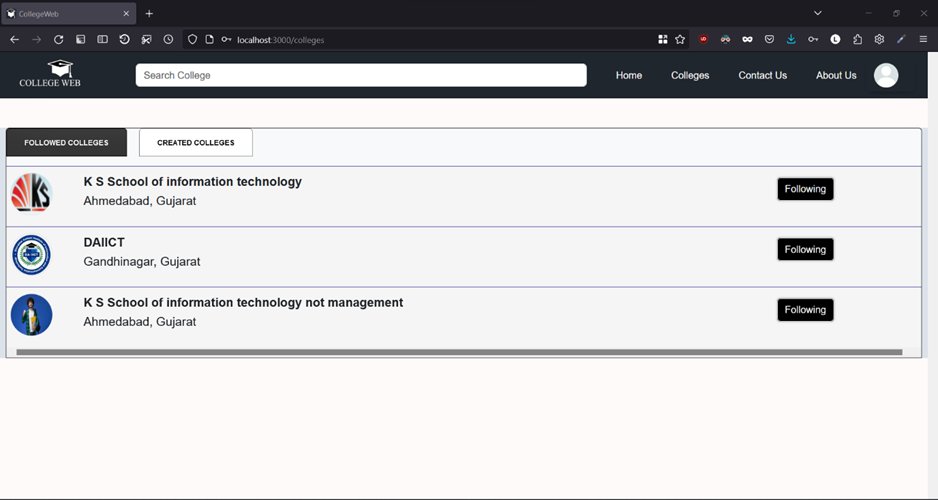 CollegeWeb
localhost:3000/colleges
COLLEGE WEB
Search College
Home
Colleges
Contact Us
About Us
FOLLOWED COLLEGES
CREATED COLLEGES
KS
K S School of information technology
Ahmedabad, Gujarat
Following
DAIICT
Gandhinagar, Gujarat
Following
K S School of information technology not management
Ahmedabad, Gujarat
Following